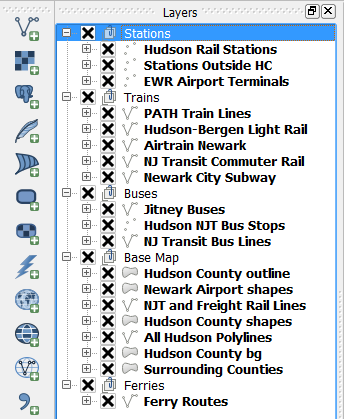 Layers
Stations
Hudson Rail Stations
Stations Outside HC
EWR Airport Terminals
Trains
PATH Train Lines
Hudson-Bergen Light Rail
Airtrain Newark
NJ Transit Commuter Rail
Newark City Subway
Buses
Jitney Buses
Hudson NJT Bus Stops
NJ Transit Bus Lines
Base Map
Hudson County outline
Newark Airport shapes
NJT and Freight Rail Lines
Hudson County shapes
All Hudson Polylines
Hudson County bg
Surrounding Counties
Ferries
Ferry Routes